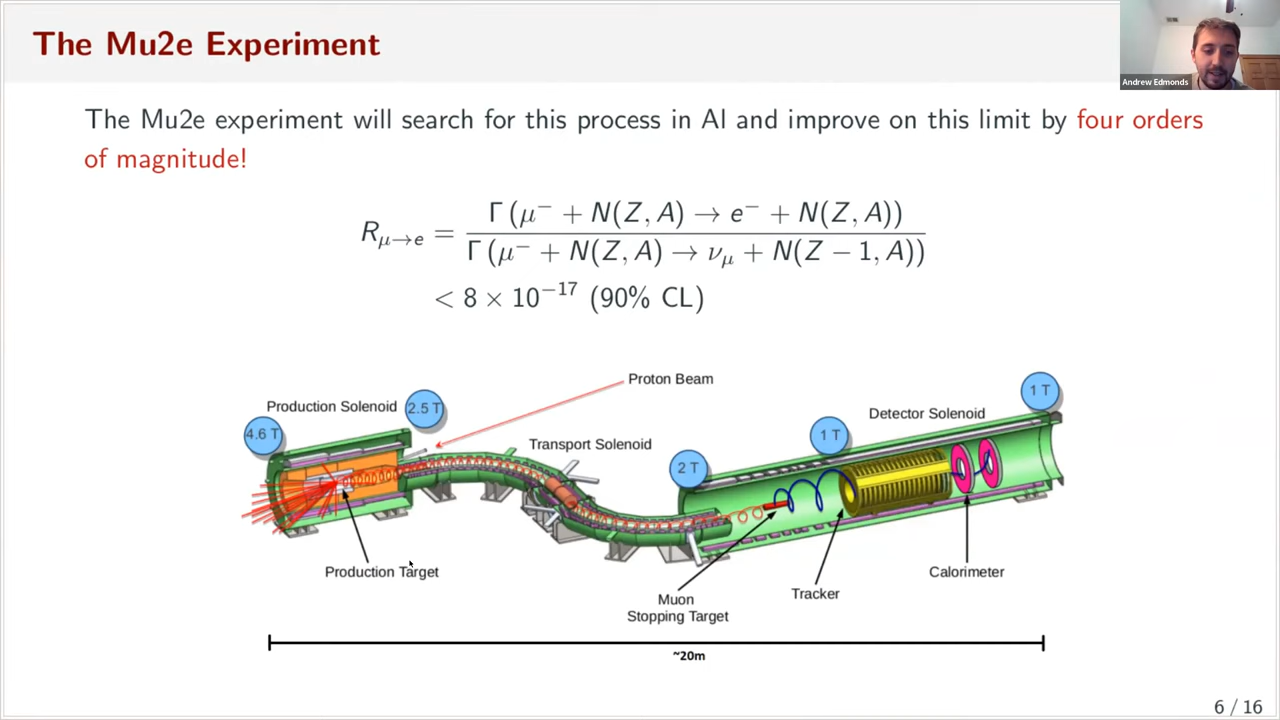 The Mu2e Experiment
Andrew Edmonds
The Mu2e experiment will search for this process in Al and improve on this limit by four orders
of magnitude!
R_{μ→e} = Γ(μ⁻ + N(Z, A) → e⁻ + N(Z, A)) / Γ(μ⁻ + N(Z, A) → ν_μ + N(Z − 1, A))
< 8 × 10⁻¹⁷ (90% CL)
Proton Beam
Production Solenoid
2.5 T
4.6 T
Transport Solenoid
2 T
1 T
Detector Solenoid
1 T
Production Target
Muon
Stopping Target
Tracker
Calorimeter
~20m
6 / 16